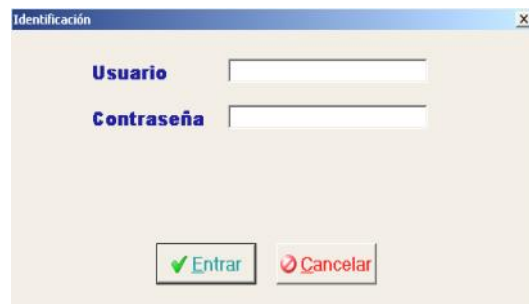 Identificación
Usuario
Contraseña
Entrar
Cancelar